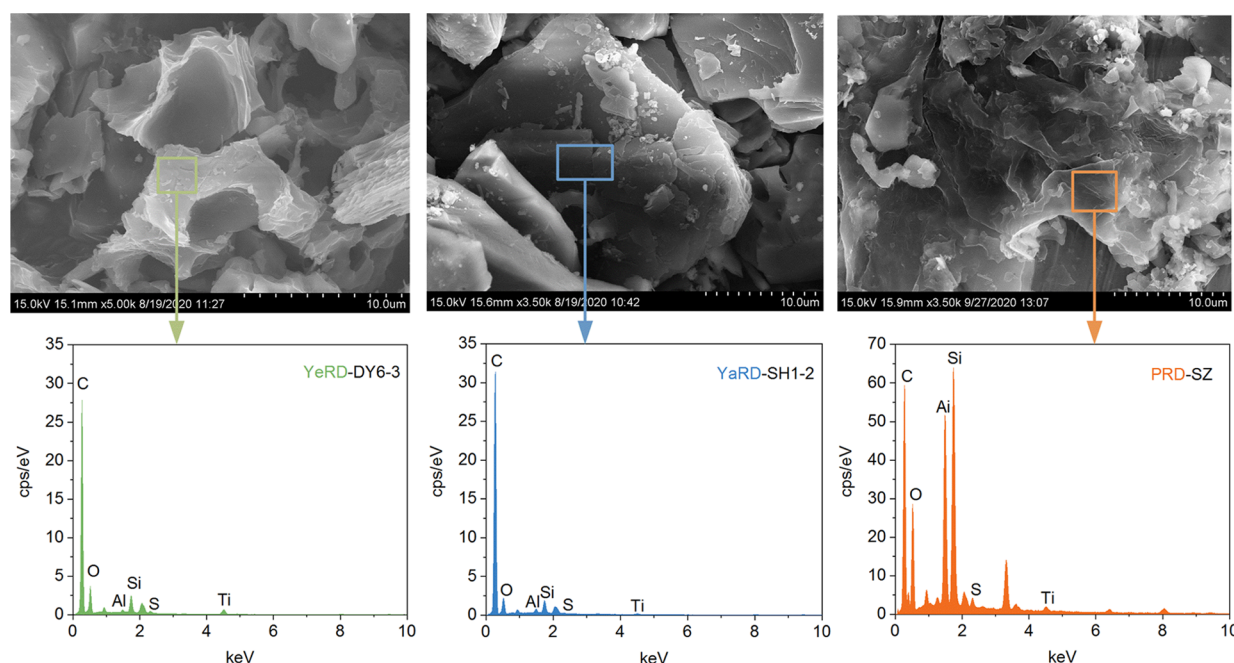 15.0kV 15.1mm x5.00k 8/19/2020 11:27 10.0um
15.0kV 15.6mm x3.50k 8/19/2020 10:42 10.0um
15.0kV 15.9mm x3.50k 9/27/2020 13:07 10.0um
YeRD-DY6-3
cps/eV
35
30
25
20
15
10
5
0
C
O
Al
Si
S
Ti
0 2 4 6 8 10
keV
YaRD-SH1-2
cps/eV
35
30
25
20
15
10
5
0
C
O
Al
Si
S
Ti
0 2 4 6 8 10
keV
PRD-SZ
cps/eV
70
60
50
40
30
20
10
0
C
O
Ai
Si
S
Ti
0 2 4 6 8 10
keV